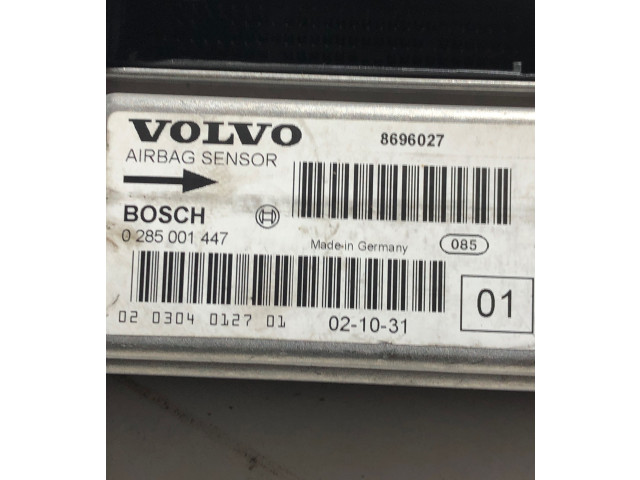 VOLVO
8696027
AIRBAG SENSOR
BOSCH
0 285 001 447
Made-in Germany
085
01
02 0304 0127 01
02-10-31